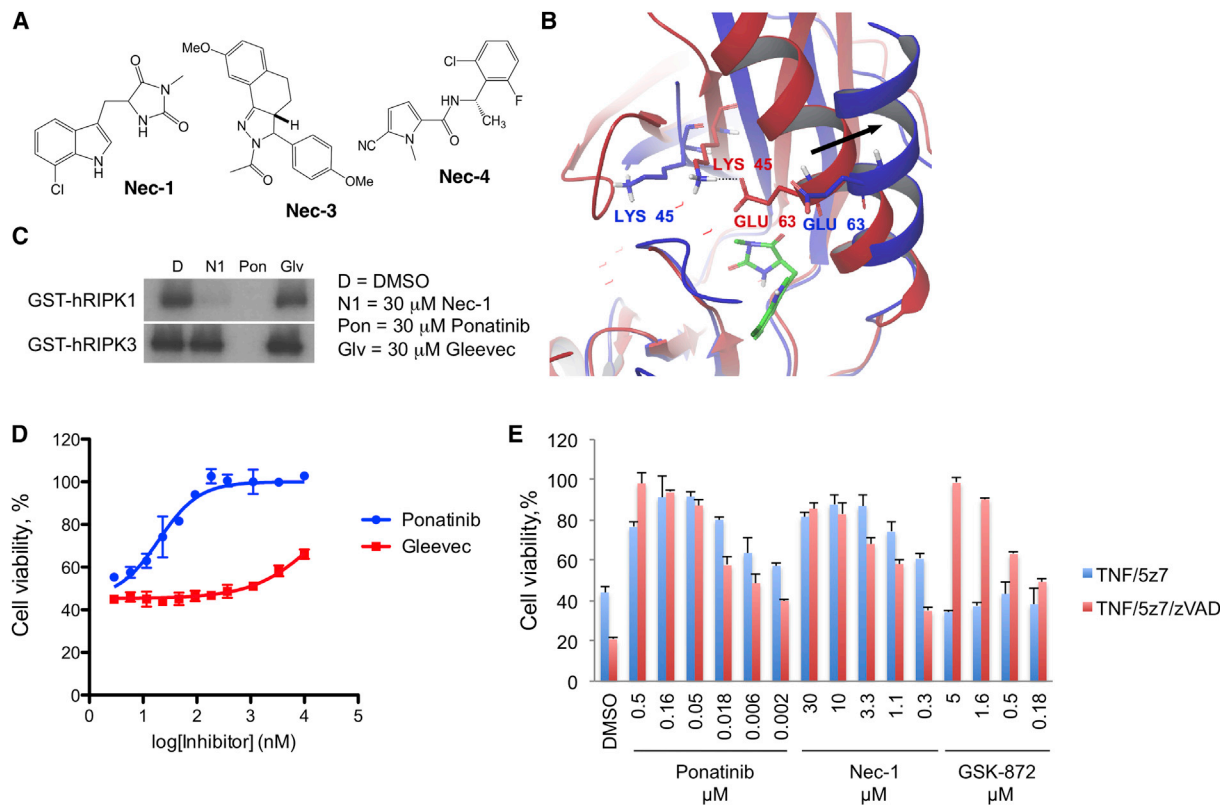 A
O
N
NH
O
Cl
N
H
Nec-1
MeO
H
N
N
O
OMe
Nec-3
Cl
F
HN
CH3
O
NC
N
Nec-4
B
LYS 45
LYS 45
GLU 63
GLU 63
C
D N1 Pon Glv
GST-hRIPK1
GST-hRIPK3
D = DMSO
N1 = 30 μM Nec-1
Pon = 30 μM Ponatinib
Glv = 30 μM Gleevec
D
Cell viability, %
120
100
80
60
40
20
0
0 1 2 3 4 5
log[Inhibitor] (nM)
Ponatinib
Gleevec
E
Cell viability,%
120
100
80
60
40
20
0
DMSO 0.5 0.16 0.05 0.018 0.006 0.002 30 10 3.3 1.1 0.3 5 1.6 0.5 0.18
Ponatinib Nec-1 GSK-872
μM μM μM
TNF/5z7
TNF/5z7/zVAD